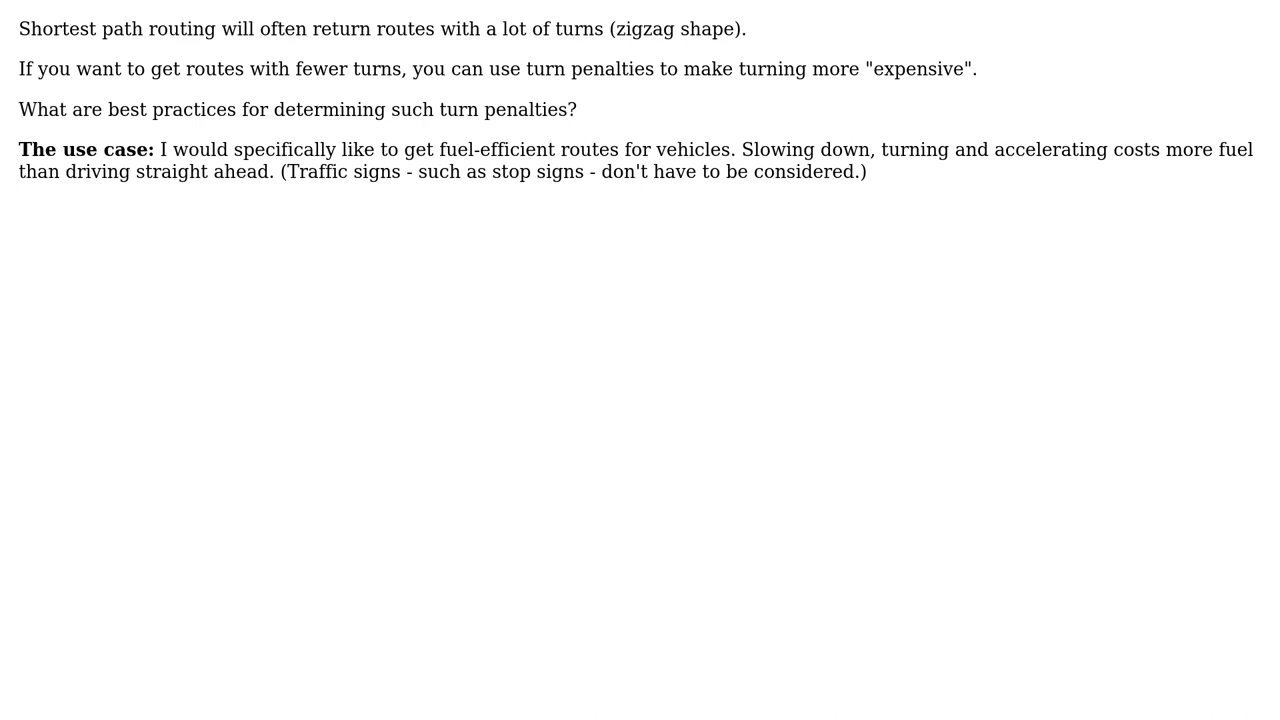 Shortest path routing will often return routes with a lot of turns (zigzag shape).
If you want to get routes with fewer turns, you can use turn penalties to make turning more "expensive".
What are best practices for determining such turn penalties?
The use case: I would specifically like to get fuel-efficient routes for vehicles. Slowing down, turning and accelerating costs more fuel
than driving straight ahead. (Traffic signs - such as stop signs - don't have to be considered.)